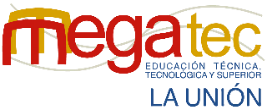 megatec
EDUCACIÓN TÉCNICA,
TECNOLÓGICA Y SUPERIOR
LA UNIÓN